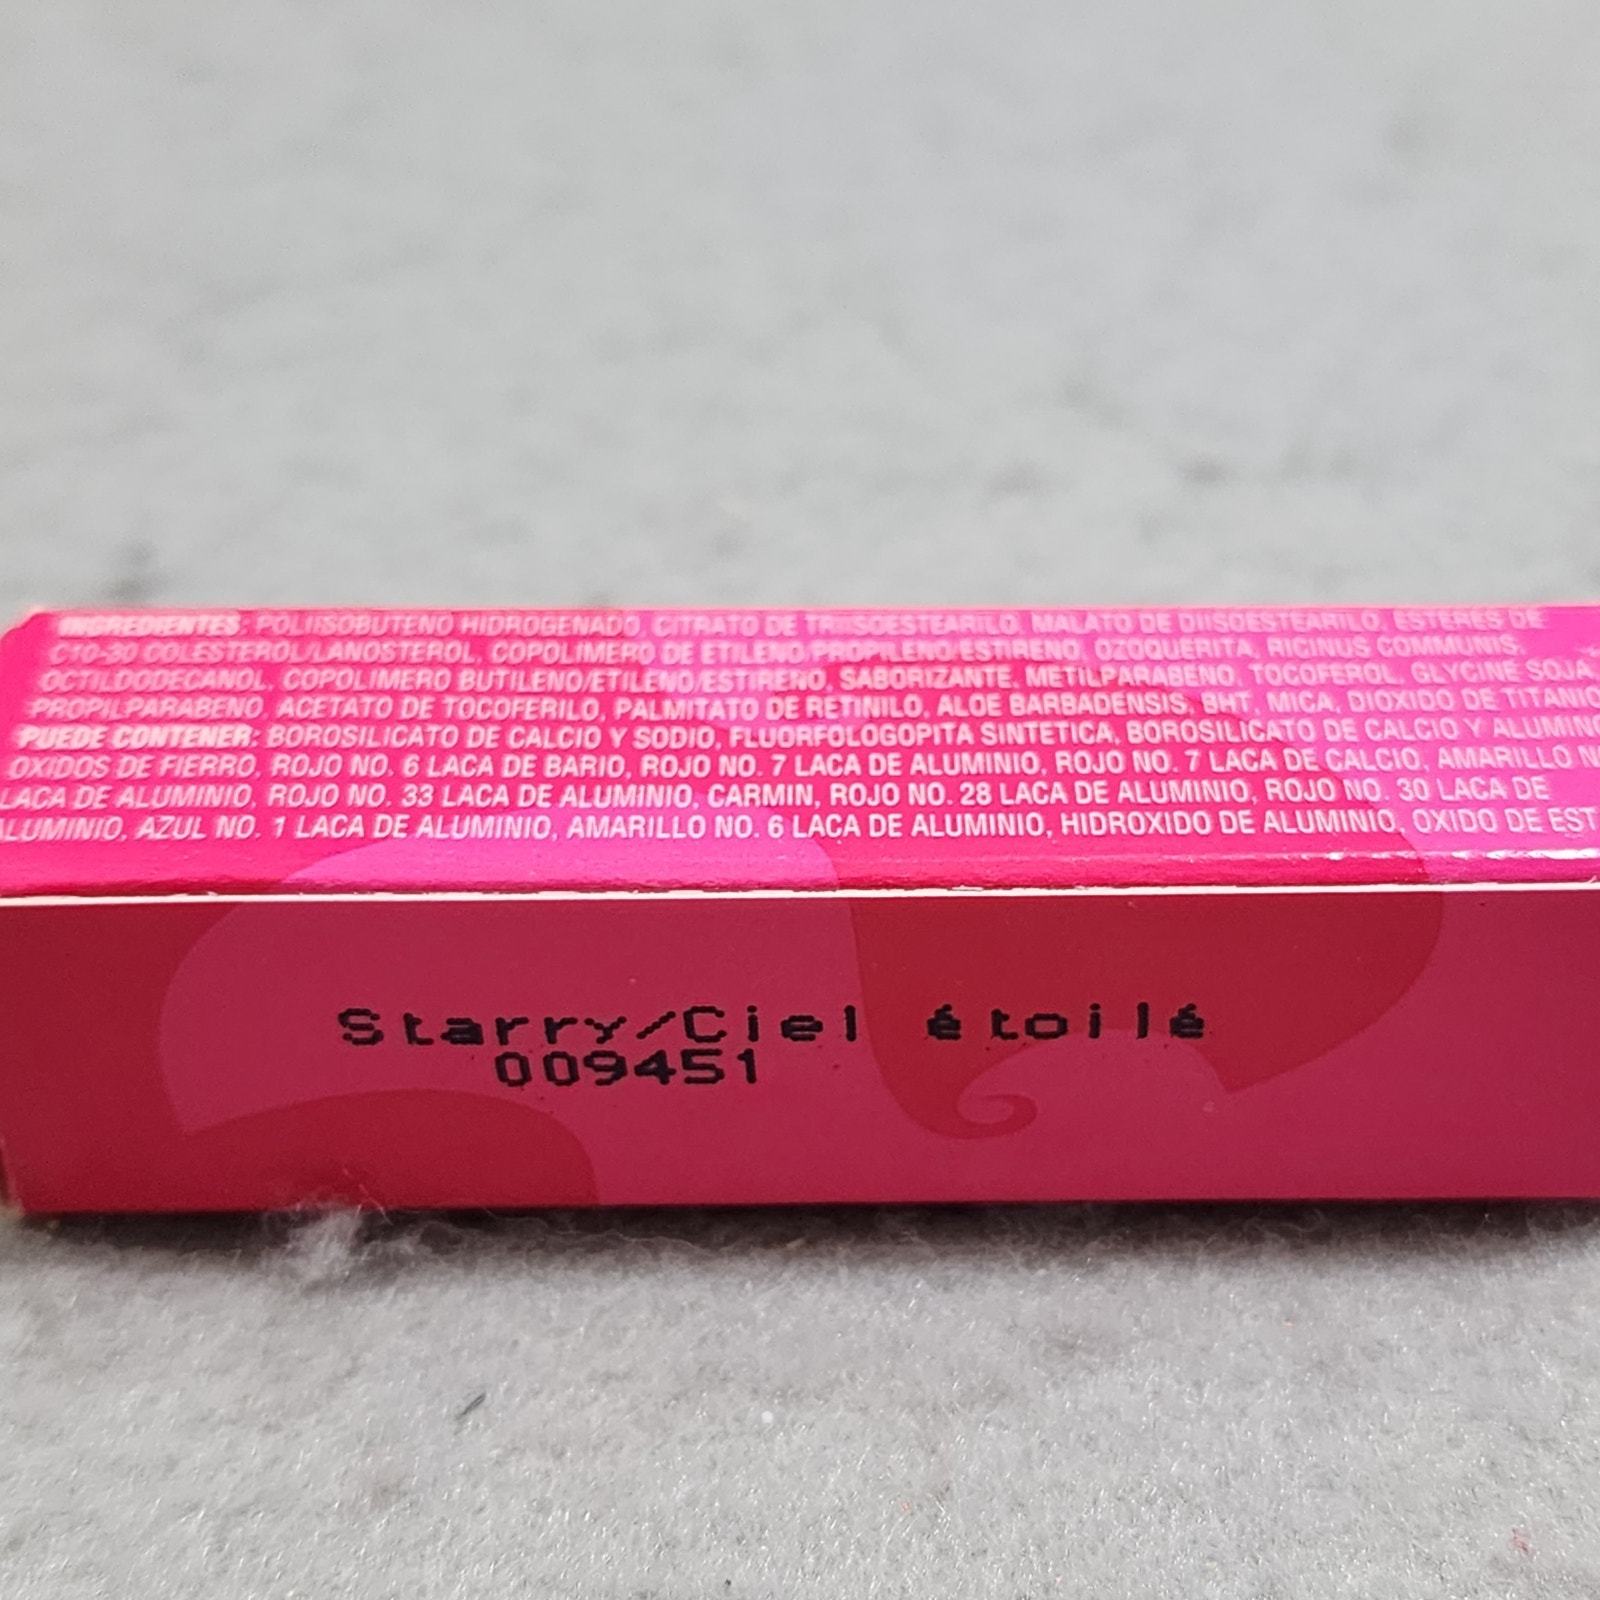 INGREDIENTES: POLIISOBUTENO HIDROGENADO, CITRATO DE TRIISOESTEARILO, MALATO DE DIISOESTEARILO, ESTERES DE
C10-30 COLESTEROL/LANOSTEROL, COPOLIMERO DE ETILENO/PROPILENO/ESTIRENO, OZOQUERITA, RICINUS COMMUNIS,
OCTILDODECANOL, COPOLIMERO BUTILENO/ETILENO/ESTIRENO, SABORIZANTE, METILPARABENO, TOCOFEROL, GLYCINE SOJA,
PROPILPARABENO, ACETATO DE TOCOFERILO, PALMITATO DE RETINILO, ALOE BARBADENSIS, BHT, MICA, DIOXIDO DE TITANIO
PUEDE CONTENER: BOROSILICATO DE CALCIO Y SODIO, FLUORFOLOGOPITA SINTETICA, BOROSILICATO DE CALCIO Y ALUMINIO
OXIDOS DE FIERRO, ROJO NO. 6 LACA DE BARIO, ROJO NO. 7 LACA DE ALUMINIO, ROJO NO. 7 LACA DE CALCIO, AMARILLO
LACA DE ALUMINIO, ROJO NO. 33 LACA DE ALUMINIO, CARMIN, ROJO NO. 28 LACA DE ALUMINIO, ROJO NO. 30 LACA DE
ALUMINIO, AZUL NO. 1 LACA DE ALUMINIO, AMARILLO NO. 6 LACA DE ALUMINIO, HIDROXIDO DE ALUMINIO, OXIDO DE EST
Starry/Ciel étoilé
009451